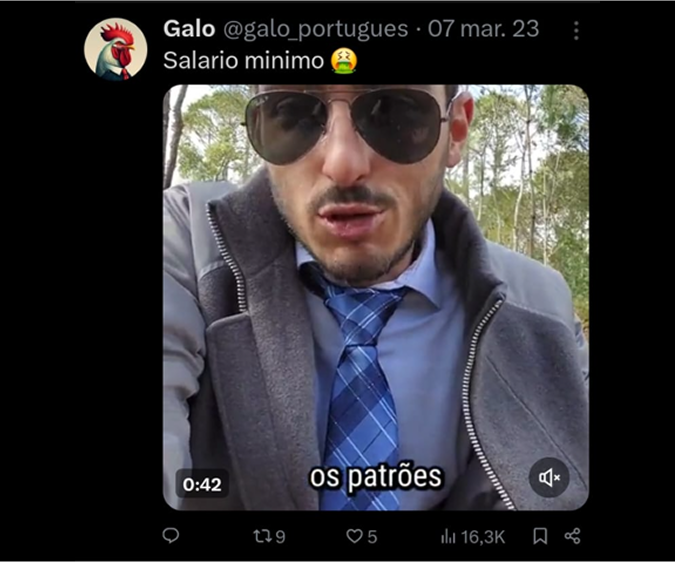 Galo @galo_portugues · 07 mar. 23
Salario minimo 🤮
os patrões
0:42
9 5 16,3K